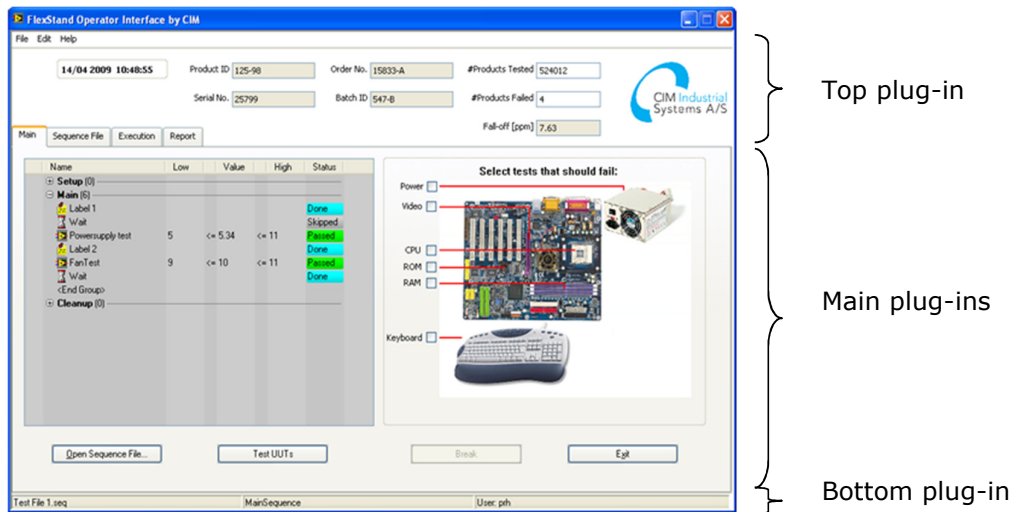 FlexStand Operator Interface by CIM
File Edit Help
14/04 2009 10:48:55
Product ID 125-98
Order No. 15833-A
#Products Tested 524012
Serial No. 25799
Batch ID 547-B
#Products Failed 4
Fall-off [ppm] 7.63
CIM Industrial
Systems A/S
Top plug-in
Main Sequence File Execution Report
Name Low Value High Status
Setup (0)
Main (6)
Label 1 Done
Wait Skipped
Powersupply test 5 <= 5.34 <= 11 Passed
Label 2 Done
FanTest 9 <= 10 <= 11 Passed
Wait Done
<End Group>
Cleanup (0)
Select tests that should fail:
Power
Video
CPU
ROM
RAM
Keyboard
Main plug-ins
Open Sequence File... Test UUTs Break Exit
Test File 1.seq MainSequence User: prh
Bottom plug-in